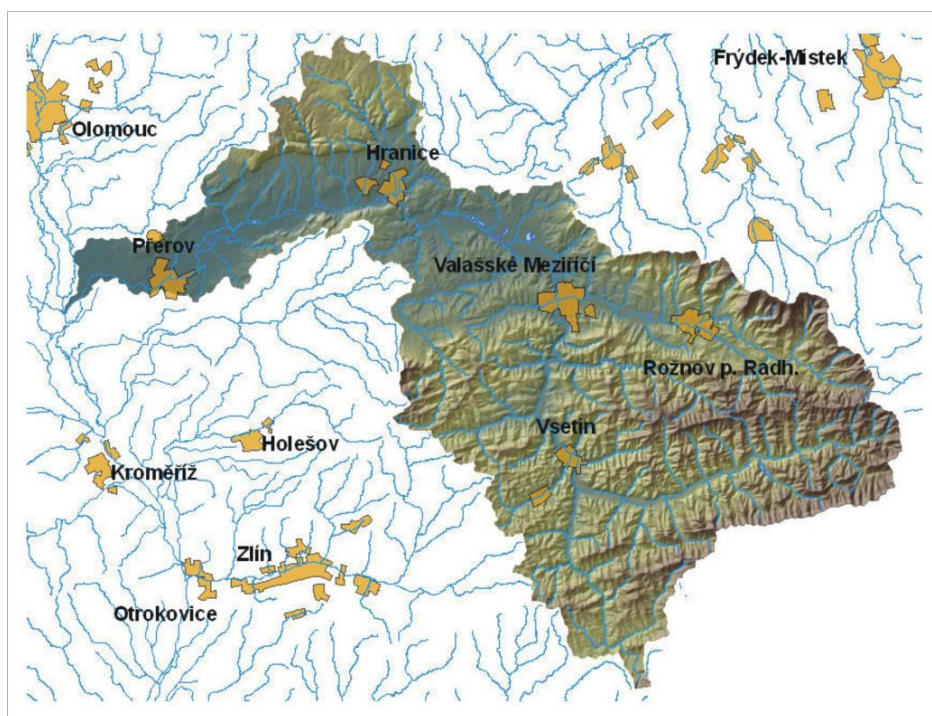 Frýdek-Místek
Olomouc
Hranice
Přerov
Valašské Meziříčí
Rožnov p. Radh.
Vsetín
Holešov
Kroměříž
Zlín
Otrokovice